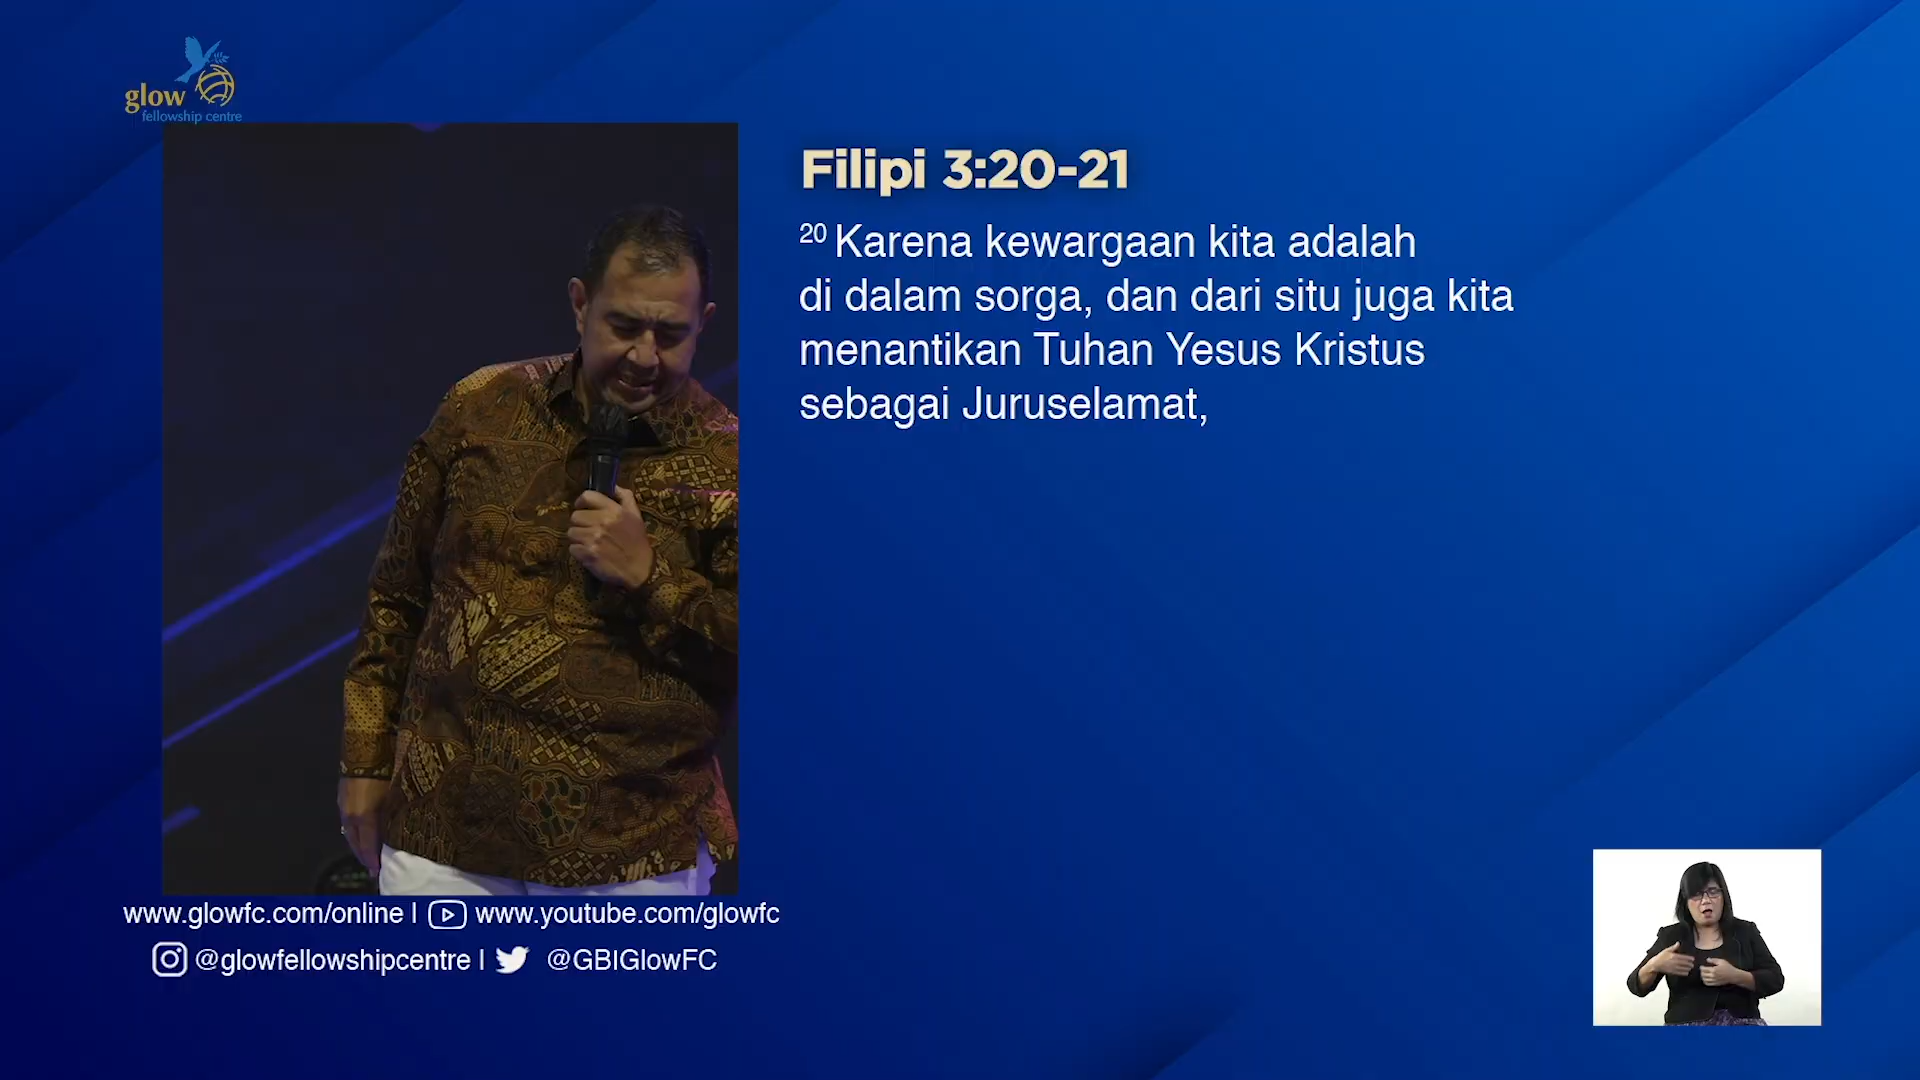 glow
fellowship centre
Filipi 3:20-21
20 Karena kewargaan kita adalah
di dalam sorga, dan dari situ juga kita
menantikan Tuhan Yesus Kristus
sebagai Juruselamat,
www.glowfc.com/online | www.youtube.com/glowfc
@glowfellowshipcentre | @GBIGlowFC